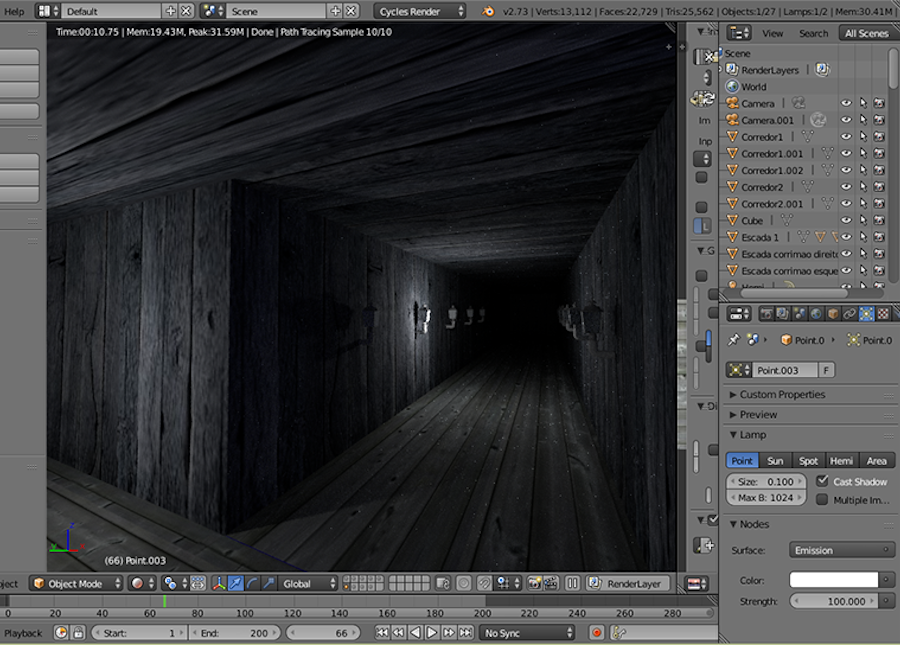 Help Default Scene Cycles Render v2.73 | Verts:13,112 | Faces:22,729 | Tris:25,562 | Objects:1/27 | Lamps:1/2 | Mem:30.41M
Time:00:10.75 | Mem:19.43M, Peak:31.59M | Done | Path Tracing Sample 10/10
View Search All Scenes
Scene
RenderLayers
World
Camera
Camera.001
Corredor1
Corredor1.001
Corredor1.002
Corredor2
Corredor2.001
Cube
Escada 1
Escada corrimao direito
Escada corrimao esque
Hemi
Im
Inp
L
G
Di
Point.0 Point.0
Point.003 F
Custom Properties
Preview
Lamp
Point Sun Spot Hemi Area
Size: 0.100 Cast Shadow
Max B: 1024 Multiple Im...
Nodes
Surface: Emission
Color:
Strength: 100.000
(66) Point.003
ject Object Mode Global RenderLayer
0 20 40 60 80 100 120 140 160 180 200 220 240 260 280
Playback Start: 1 End: 200 66 No Sync